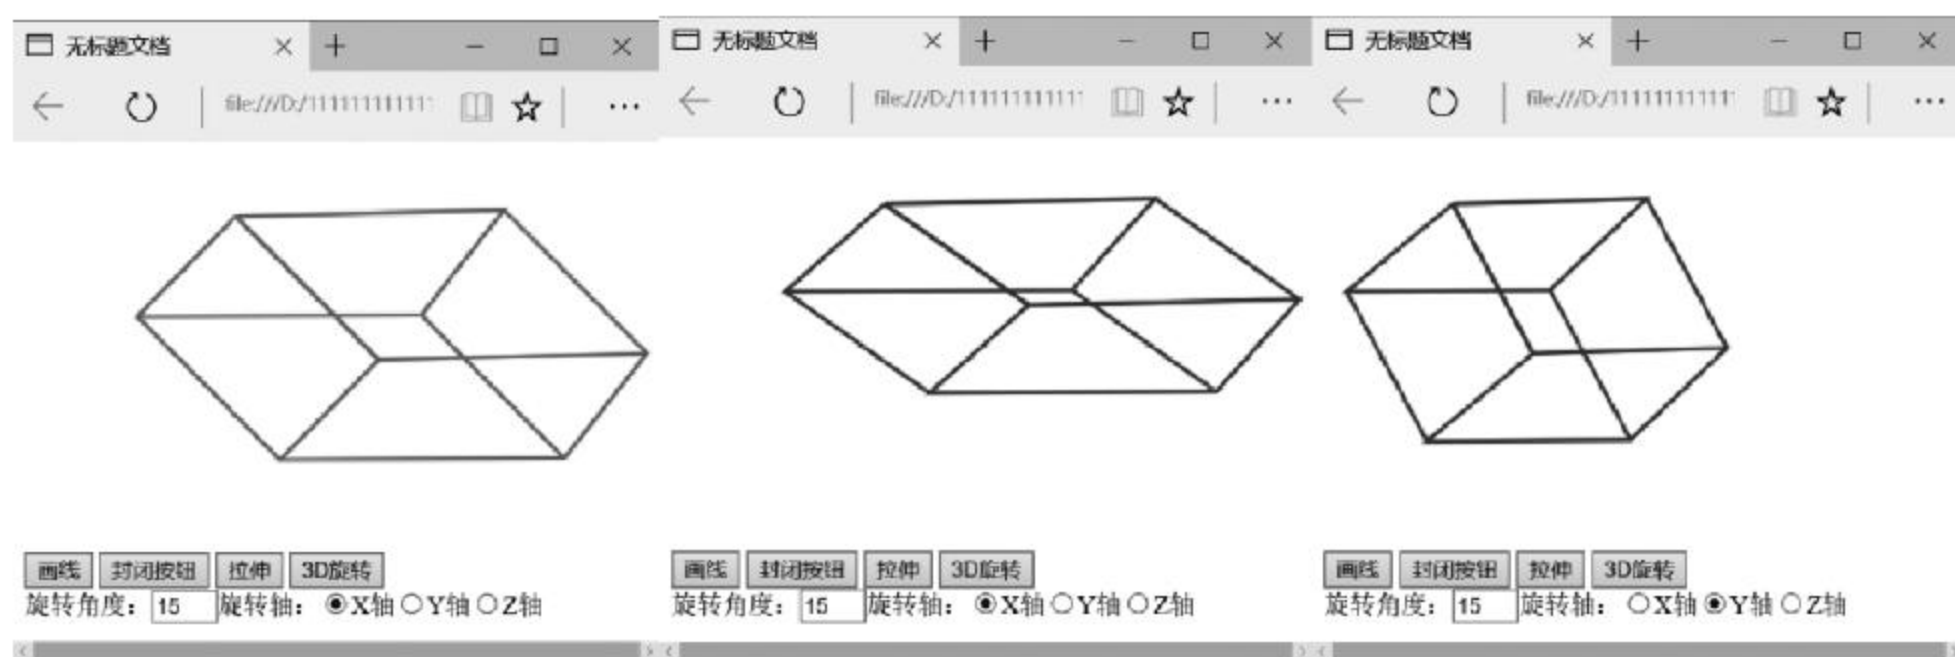 无标题文档
file:///D:/111111111111
画线 封闭按钮 拉伸 3D旋转
旋转角度：15 旋转轴：X轴 Y轴 Z轴
无标题文档
file:///D:/111111111111
画线 封闭按钮 拉伸 3D旋转
旋转角度：15 旋转轴：X轴 Y轴 Z轴
无标题文档
file:///D:/111111111111
画线 封闭按钮 拉伸 3D旋转
旋转角度：15 旋转轴：X轴 Y轴 Z轴